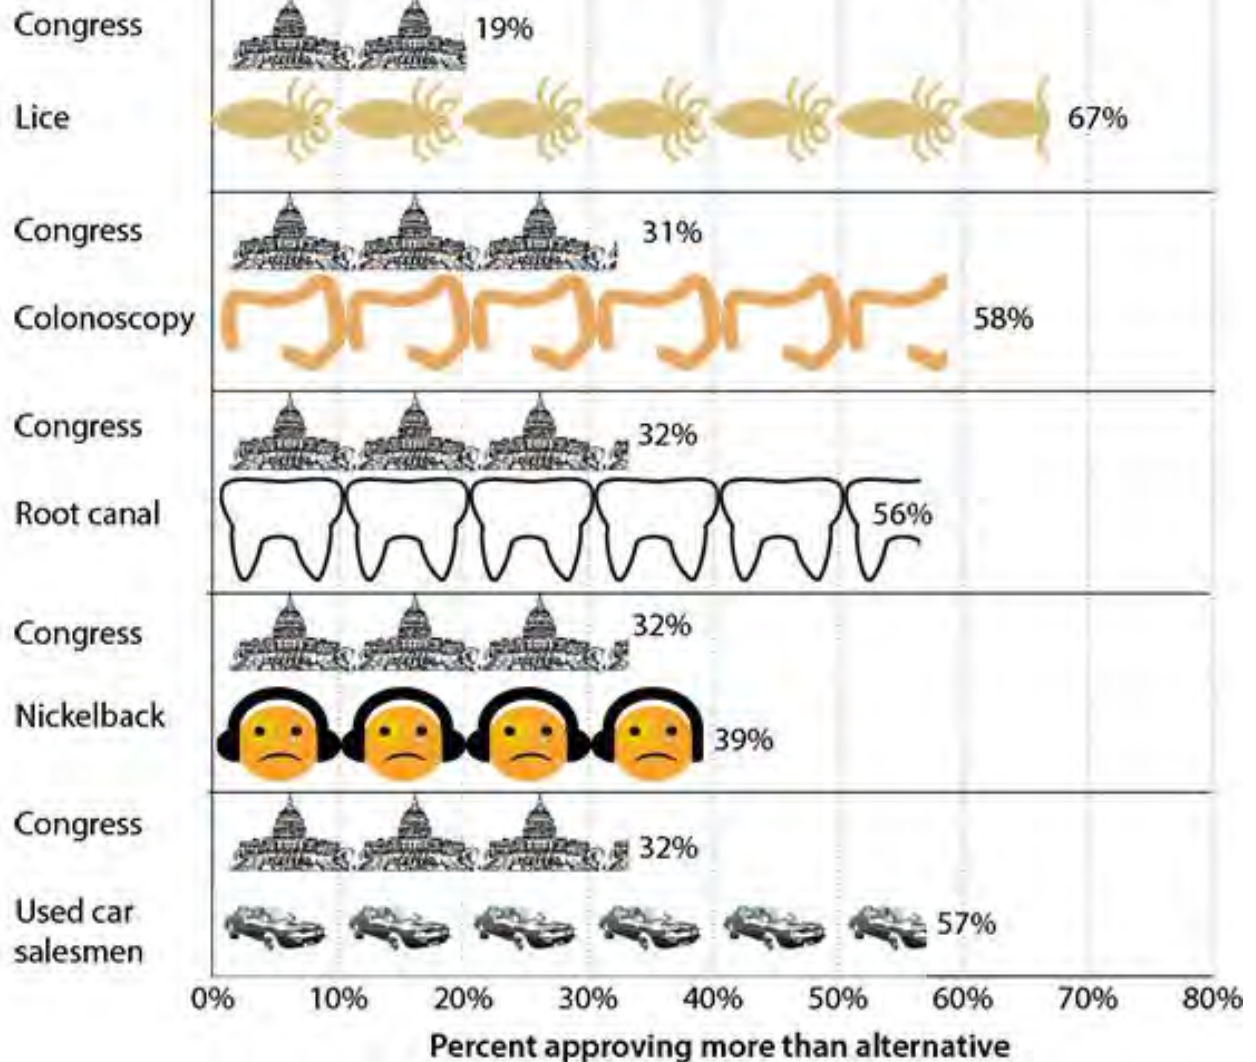 Congress 19%
Lice 67%
Congress 31%
Colonoscopy 58%
Congress 32%
Root canal 56%
Congress 32%
Nickelback 39%
Congress 32%
Used car
salesmen 57%
0% 10% 20% 30% 40% 50% 60% 70% 80%
Percent approving more than alternative